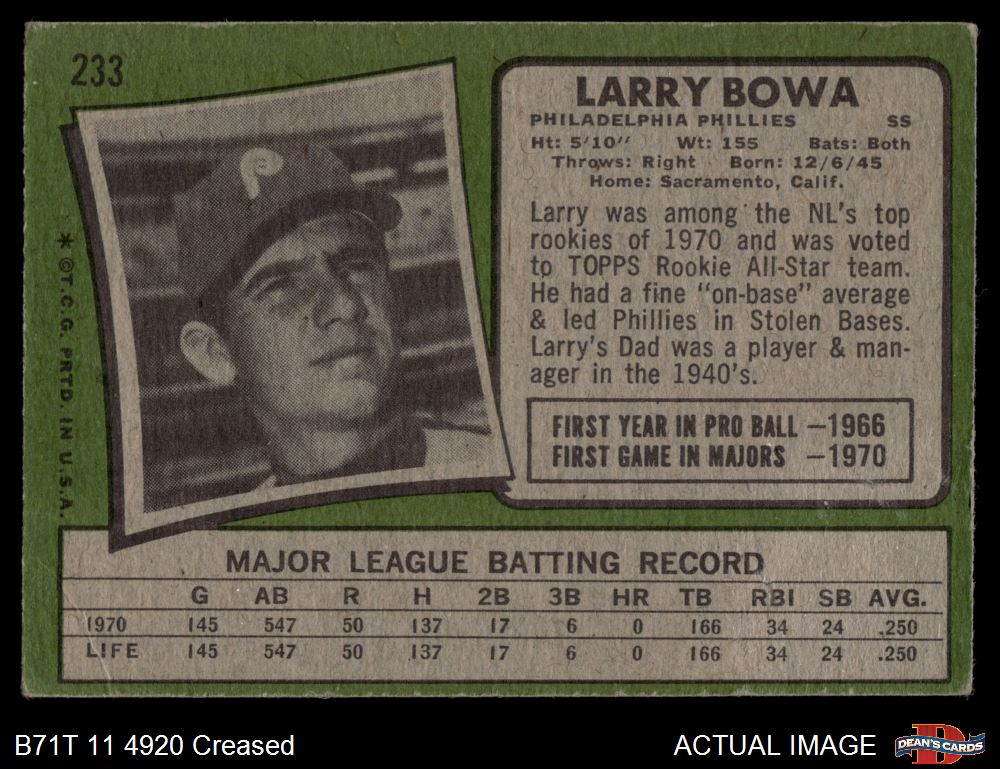 233
LARRY BOWA
PHILADELPHIA PHILLIES SS
Ht: 5'10" Wt: 155 Bats: Both
Throws: Right Born: 12/6/45
Home: Sacramento, Calif.
Larry was among the NL's top
rookies of 1970 and was voted
to TOPPS Rookie All-Star team.
He had a fine "on-base" average
& led Phillies in Stolen Bases.
Larry's Dad was a player & man-
ager in the 1940's.
FIRST YEAR IN PRO BALL —1966
FIRST GAME IN MAJORS —1970
P
* ©T.C.G. PRTD. IN U.S.A.
MAJOR LEAGUE BATTING RECORD
G AB R H 2B 3B HR TB RBI SB AVG.
1970 145 547 50 137 17 6 0 166 34 24 .250
LIFE 145 547 50 137 17 6 0 166 34 24 .250
B71T 11 4920 Creased
ACTUAL IMAGE
D
DEAN'S CARDS